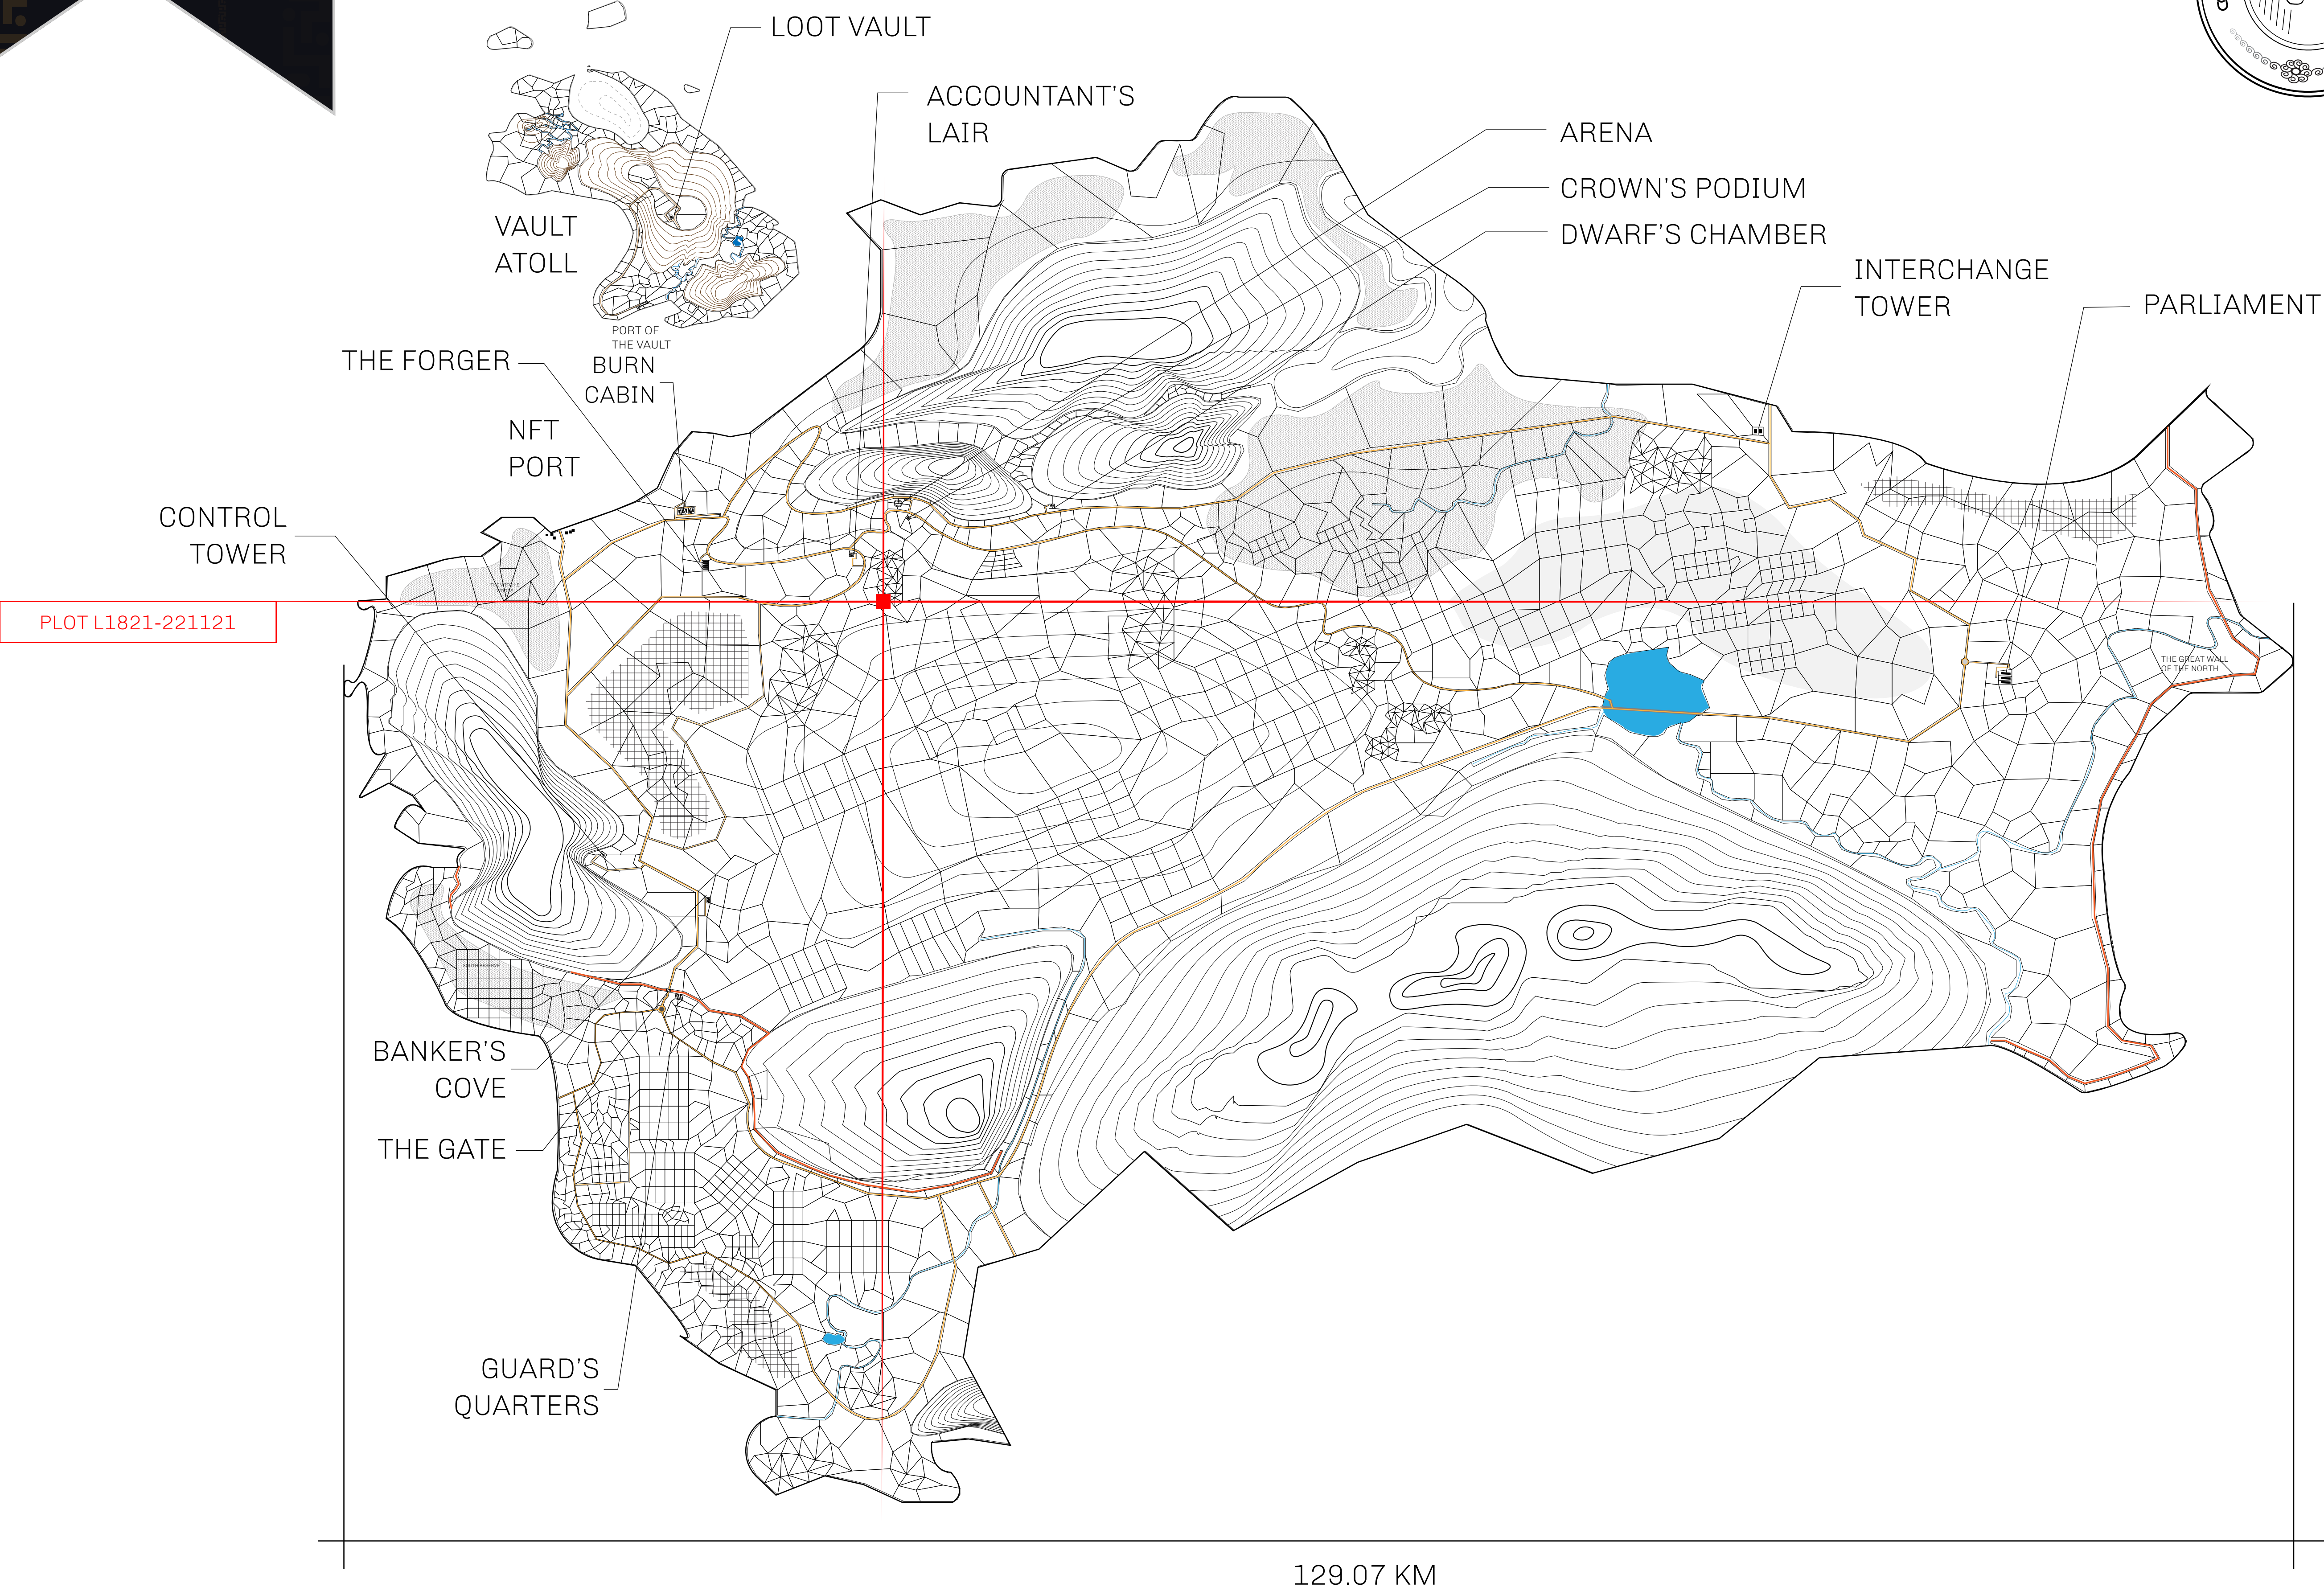 LOOT VAULT
ACCOUNTANT'S
LAIR
ARENA
CROWN'S PODIUM
DWARF'S CHAMBER
VAULT
ATOLL
INTERCHANGE
TOWER
PARLIAMENT
PORT OF
THE VAULT
THE FORGER
BURN
CABIN
NFT
PORT
CONTROL
TOWER
PLOT L1821-221121
THE GREAT WALL
OF THE NORTH
SOUTH RESERVE
BANKER'S
COVE
THE GATE
GUARD'S
QUARTERS
129.07 KM